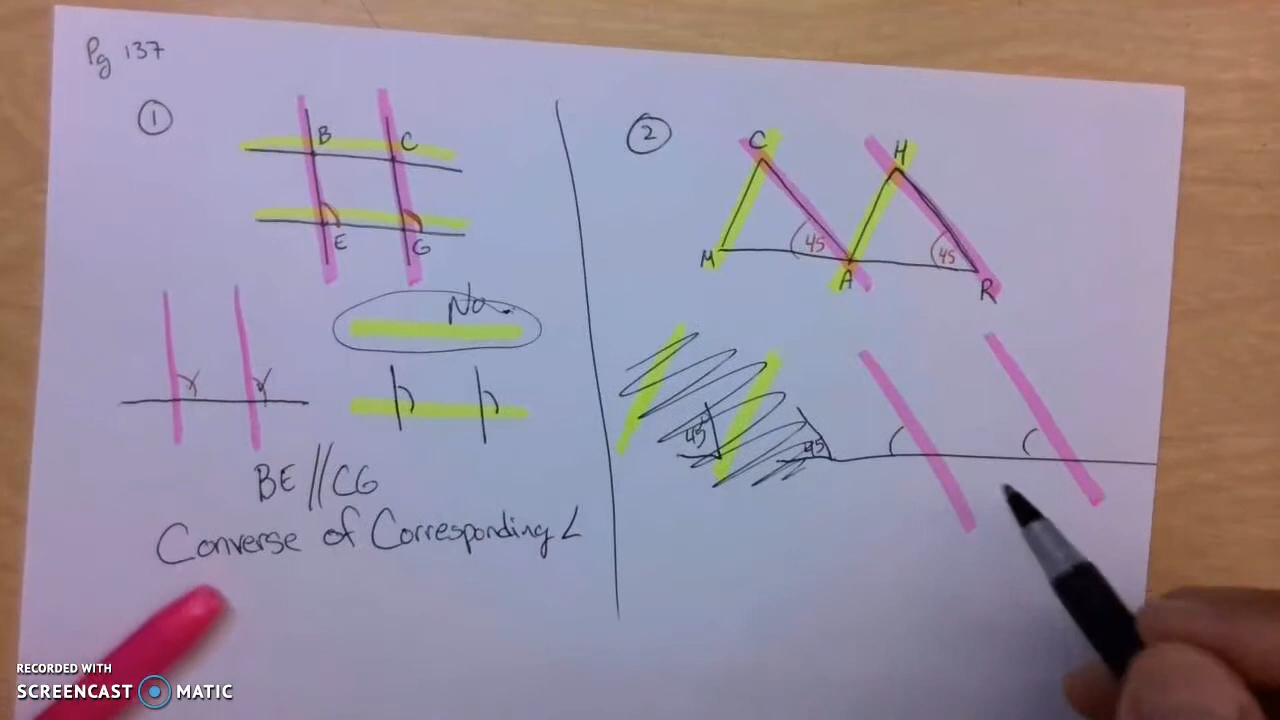 Pg 137
①
B
C
E
G
No
BE // CG
Converse of Corresponding ∠
②
C
H
45
45
M
A
R
45
45
RECORDED WITH
SCREENCAST MATIC